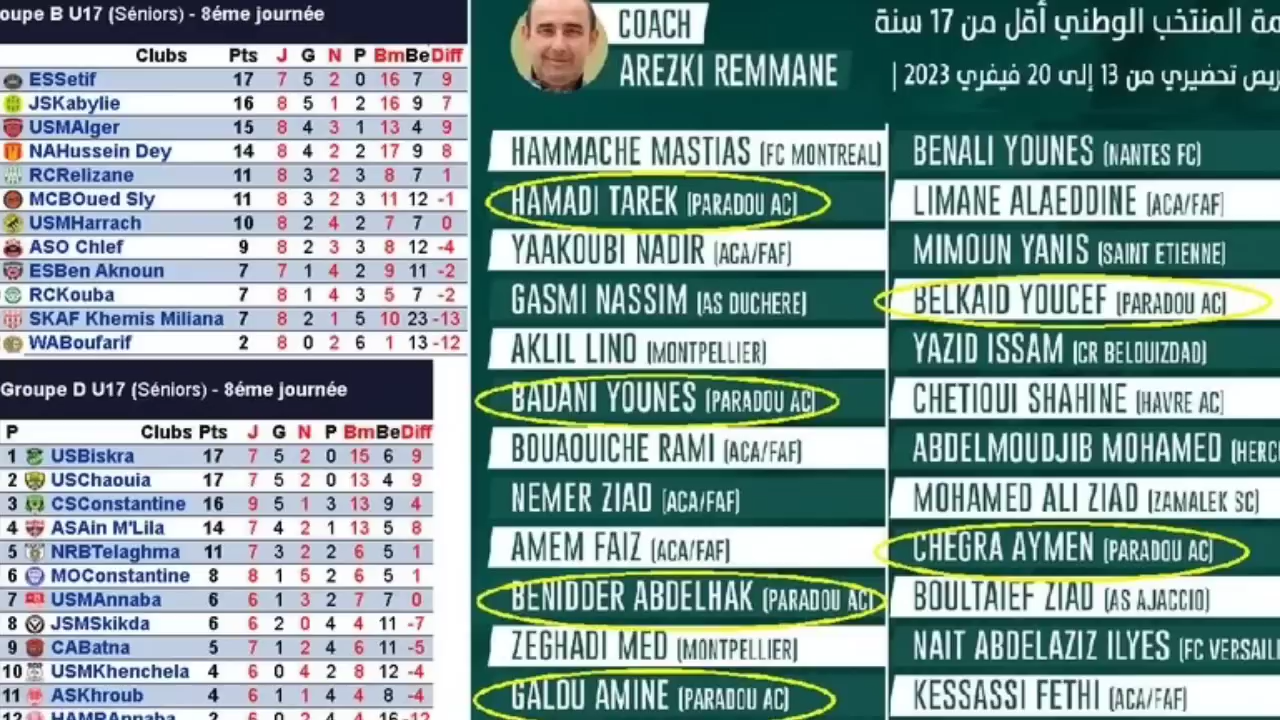 oupe B U17 (Séniors) - 8éme journée
Clubs Pts J G N P Bm Be Diff
ESSetif 17 7 5 2 0 16 7 9
JSKabylie 16 8 5 1 2 16 9 7
USMAlger 15 8 4 3 1 13 4 9
NAHussein Dey 14 8 4 2 2 17 9 8
RCRelizane 11 8 3 2 3 8 7 1
MCBOued Sly 11 8 3 2 3 11 12 -1
USMHarrach 10 8 2 4 2 7 7 0
ASO Chlef 9 8 2 3 3 8 12 -4
ESBen Aknoun 7 7 1 4 2 9 11 -2
RCKouba 7 8 1 4 3 5 7 -2
SKAF Khemis Miliana 7 8 2 1 5 10 23 -13
WABoufarif 2 8 0 2 6 1 13 -12
Groupe D U17 (Séniors) - 8éme journée
P Clubs Pts J G N P Bm Be Diff
1 USBiskra 17 7 5 2 0 15 6 9
2 USChaouia 17 7 5 2 0 13 4 9
3 CSConstantine 16 9 5 1 3 13 9 4
4 ASAin M'Lila 14 7 4 2 1 13 5 8
5 NRBTelaghma 11 7 3 2 2 6 5 1
6 MOConstantine 8 8 1 5 2 6 5 1
7 USMAnnaba 6 6 1 3 2 7 7 0
8 JSMSkikda 6 6 2 0 4 4 11 -7
9 CABatna 5 7 1 2 4 6 11 -5
10 USMKhenchela 4 6 0 4 2 8 12 -4
11 ASKhroub 4 6 1 1 4 4 8 -4
12 HAMRAnnaba 2 6 0 2 4 4 16 -12
COACH
AREZKI REMMANE
مة المنتخب الوطني أقل من 17 سنة
ربص تحضيري من 13 إلى 20 فيفري 2023 |
HAMMACHE MASTIAS (FC MONTREAL)
HAMADI TAREK (PARADOU AC)
YAAKOUBI NADIR (ACA/FAF)
GASMI NASSIM (AS DUCHERE)
AKLIL LINO (MONTPELLIER)
BADANI YOUNES (PARADOU AC)
BOUAOUICHE RAMI (ACA/FAF)
NEMER ZIAD (ACA/FAF)
AMEM FAIZ (ACA/FAF)
BENIDDER ABDELHAK (PARADOU AC)
ZEGHADI MED (MONTPELLIER)
GALOU AMINE (PARADOU AC)
BENALI YOUNES (NANTES FC)
LIMANE ALAEDDINE (ACA/FAF)
MIMOUN YANIS (SAINT ETIENNE)
BELKAID YOUCEF (PARADOU AC)
YAZID ISSAM (CR BELOUIZDAD)
CHETIOUI SHAHINE (HAVRE AC)
ABDELMOUDJIB MOHAMED (HERC
MOHAMED ALI ZIAD (ZAMALEK SC)
CHEGRA AYMEN (PARADOU AC)
BOULTAIEF ZIAD (AS AJACCIO)
NAIT ABDELAZIZ ILYES (FC VERSAILL
KESSASSI FETHI (ACA/FAF)